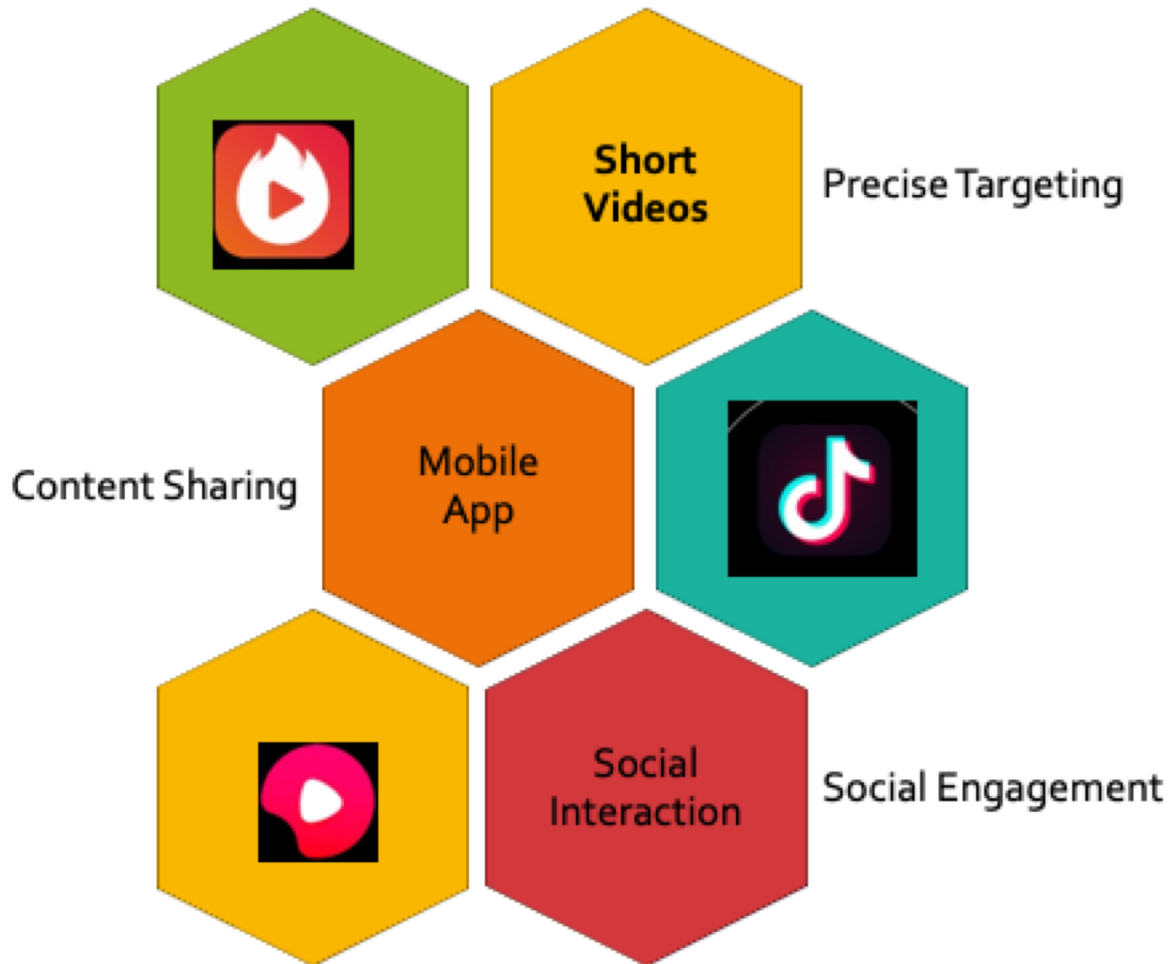 Short
Videos
Precise Targeting
Content Sharing
Mobile
App
Social
Interaction
Social Engagement